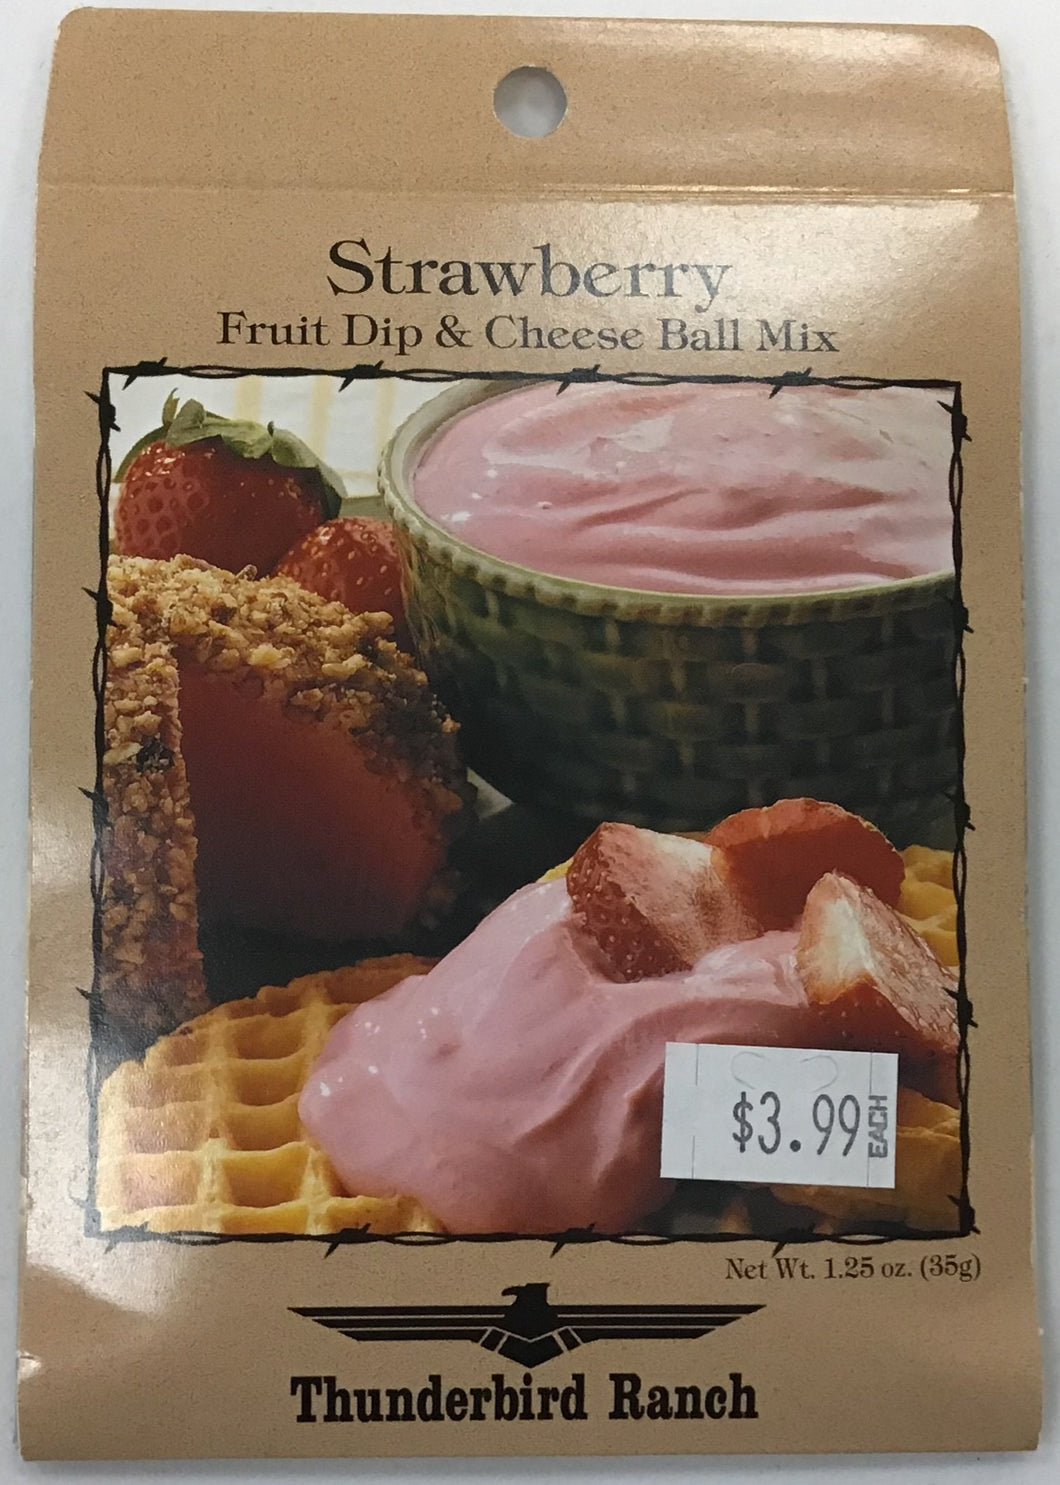 Strawberry
Fruit Dip & Cheese Ball Mix
$3.99 EACH
Net Wt. 1.25 oz. (35g)
Thunderbird Ranch